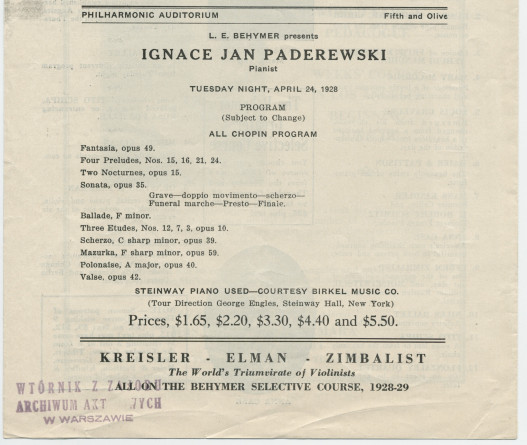 PHILHARMONIC AUDITORIUM Fifth and Olive
L. E. BEHYMER presents
IGNACE JAN PADEREWSKI
Pianist
TUESDAY NIGHT, APRIL 24, 1928
PROGRAM
(Subject to Change)
ALL CHOPIN PROGRAM
Fantasia, opus 49.
Four Preludes, Nos. 15, 16, 21, 24.
Two Nocturnes, opus 15.
Sonata, opus 35.
Grave—doppio movimento—scherzo—
Funeral marche—Presto—Finale.
Ballade, F minor.
Three Etudes, Nos. 12, 7, 3, opus 10.
Scherzo, C sharp minor, opus 39.
Mazurka, F sharp minor, opus 59.
Polonaise, A major, opus 40.
Valse, opus 42.
STEINWAY PIANO USED—COURTESY BIRKEL MUSIC CO.
(Tour Direction George Engles, Steinway Hall, New York)
Prices, $1.65, $2.20, $3.30, $4.40 and $5.50.
KREISLER - ELMAN - ZIMBALIST
The World's Triumvirate of Violinists
ALL ON THE BEHYMER SELECTIVE COURSE, 1928-29
WTÓRNIK Z
ARCHIWUM AKT YCH
W WARSZAWIE